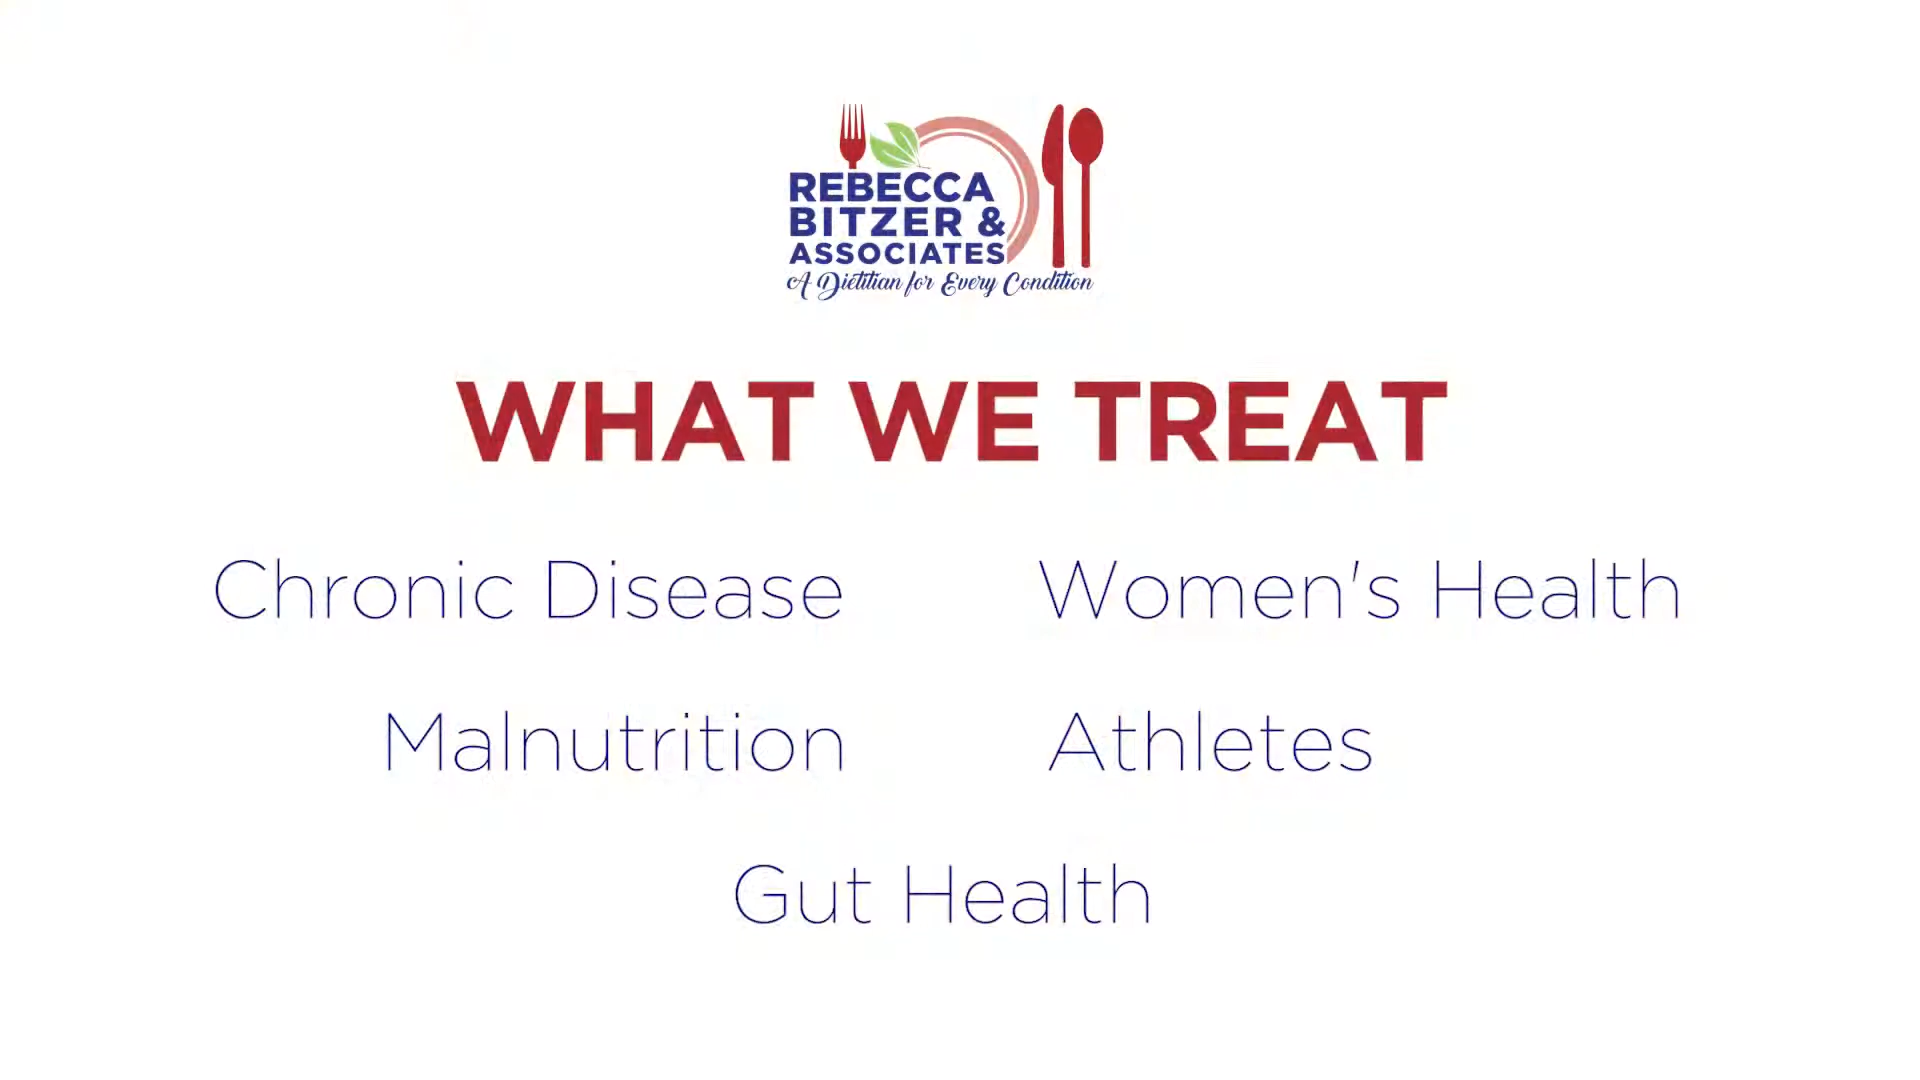 REBECCA
BITZER &
ASSOCIATES
A Dietitian for Every Condition
WHAT WE TREAT
Chronic Disease
Women's Health
Malnutrition
Athletes
Gut Health